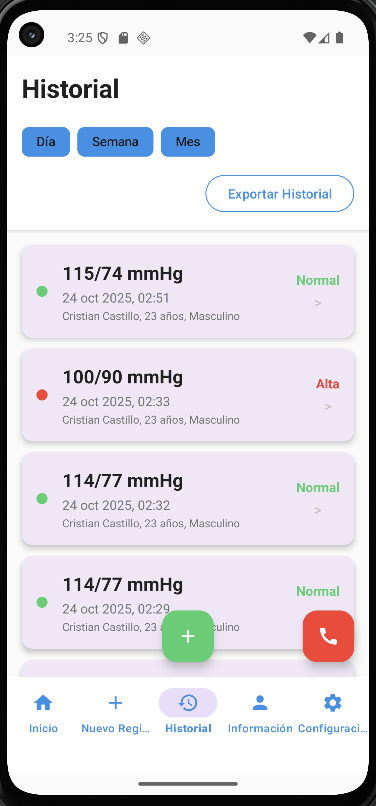 3:25
Historial
Día Semana Mes
Exportar Historial
115/74 mmHg
Normal
24 oct 2025, 02:51
>
Cristian Castillo, 23 años, Masculino
100/90 mmHg
Alta
24 oct 2025, 02:33
>
Cristian Castillo, 23 años, Masculino
114/77 mmHg
Normal
24 oct 2025, 02:32
>
Cristian Castillo, 23 años, Masculino
114/77 mmHg
Normal
24 oct 2025, 02:29
+
Cristian Castillo, 23 culino
Inicio Nuevo Regi... Historial Información Configuraci...